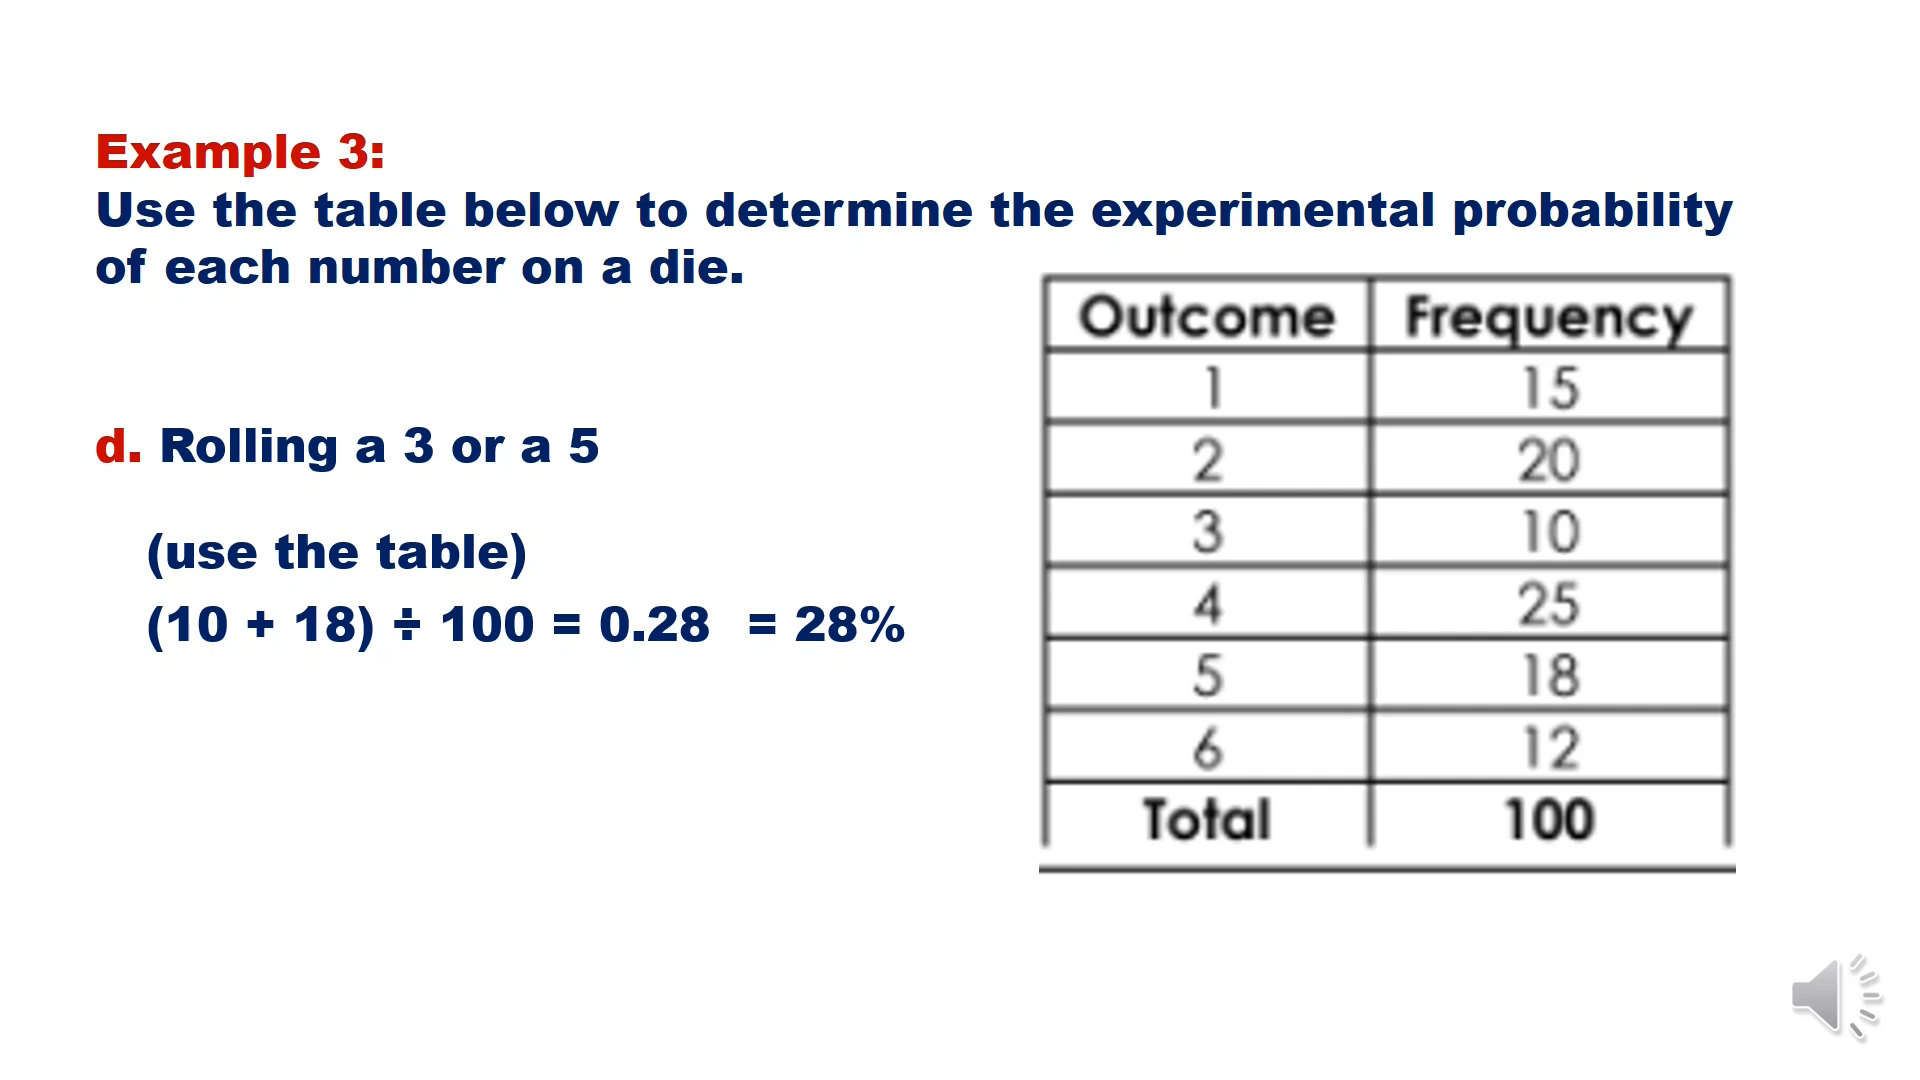 Example 3:
Use the table below to determine the experimental probability
of each number on a die.
d. Rolling a 3 or a 5
(use the table)
(10 + 18) ÷ 100 = 0.28 = 28%
Outcome Frequency
1 15
2 20
3 10
4 25
5 18
6 12
Total 100